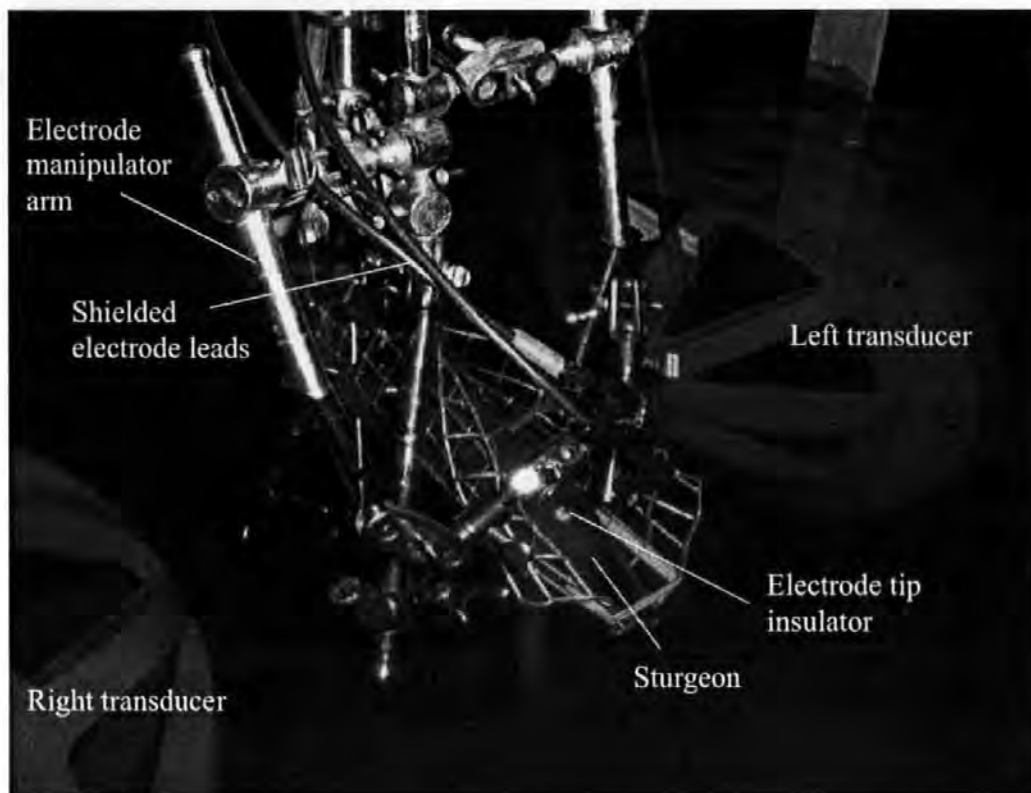 Electrode
manipulator
arm
Shielded
electrode leads
Left transducer
Electrode tip
insulator
Sturgeon
Right transducer